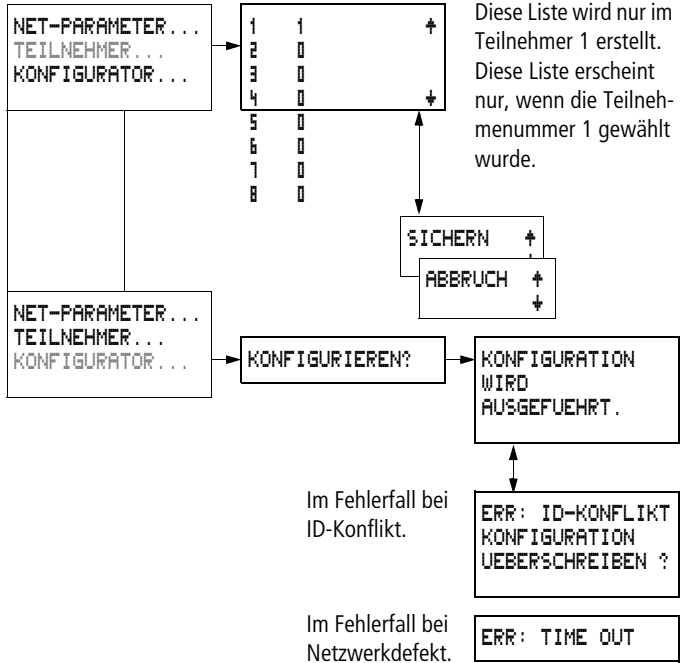 NET-PARAMETER...
TEILNEHMER...
KONFIGURATOR...
1 1
2 0
3 0
4 0
5 0
6 0
7 0
8 0
Diese Liste wird nur im
Teilnehmer 1 erstellt.
Diese Liste erscheint
nur, wenn die Teilneh-
menummer 1 gewählt
wurde.
SICHERN
ABBRUCH
NET-PARAMETER...
TEILNEHMER...
KONFIGURATOR...
KONFIGURIEREN?
KONFIGURATION
WIRD
AUSGEFUEHRT.
Im Fehlerfall bei
ID-Konflikt.
ERR: ID-KONFLIKT
KONFIGURATION
UEBERSCHREIBEN ?
Im Fehlerfall bei
Netzwerkdefekt.
ERR: TIME OUT